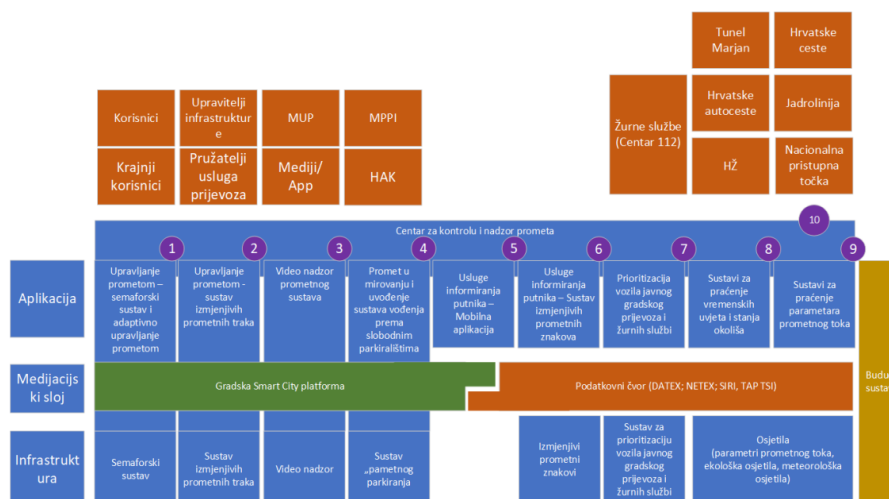 Tunel
Marjan
Hrvatske
ceste
Korisnici
Upravitelji
infrastruktur
e
MUP
MPPI
Žurne službe
(Centar 112)
Hrvatske
autoceste
Jadrolinija
Krajnji
korisnici
Pružatelji
usluga
prijevoza
Mediji/
App
HAK
HŽ
Nacionalna
pristupna
točka
10
Centar za kontrolu i nadzor prometa
1
2
3
4
5
6
7
8
9
Aplikacija
Upravljanje
prometom –
semaforski
sustav i
adaptivno
upravljanje
prometom
Upravljanje
prometom -
sustav
izmjenjivih
prometnih traka
Video nadzor
prometnog
sustava
Promet u
mirovanju i
uvođenje
sustava vođenja
prema
slobodnim
parkiralištima
Usluge
informiranja
putnika –
Mobilna
aplikacija
Usluge
informiranja
putnika – Sustav
izmjenjivih
prometnih
znakova
Prioritizacija
vozila javnog
gradskog
prijevoza i
žurnih službi
Sustavi za
praćenje
vremenskih
uvjeta i stanja
okoliša
Sustavi za
praćenje
parametara
prometnog toka
Medijacijs
ki sloj
Gradska Smart City platforma
Podatkovni čvor (DATEX; NETEX; SIRI, TAP TSI)
Budu
sustav
Infrastrukt
ura
Semaforski
sustav
Sustav
izmjenjivih
prometnih traka
Video nadzor
Sustav
„pametnog
parkiranja
Izmjenjivi
prometni
znakovi
Sustav za
prioritizaciju
vozila javnog
gradskog
prijevoza i
žurnih službi
Osjetila
(parametri prometnog toka,
ekološka osjetila, meteorološka
osjetila)